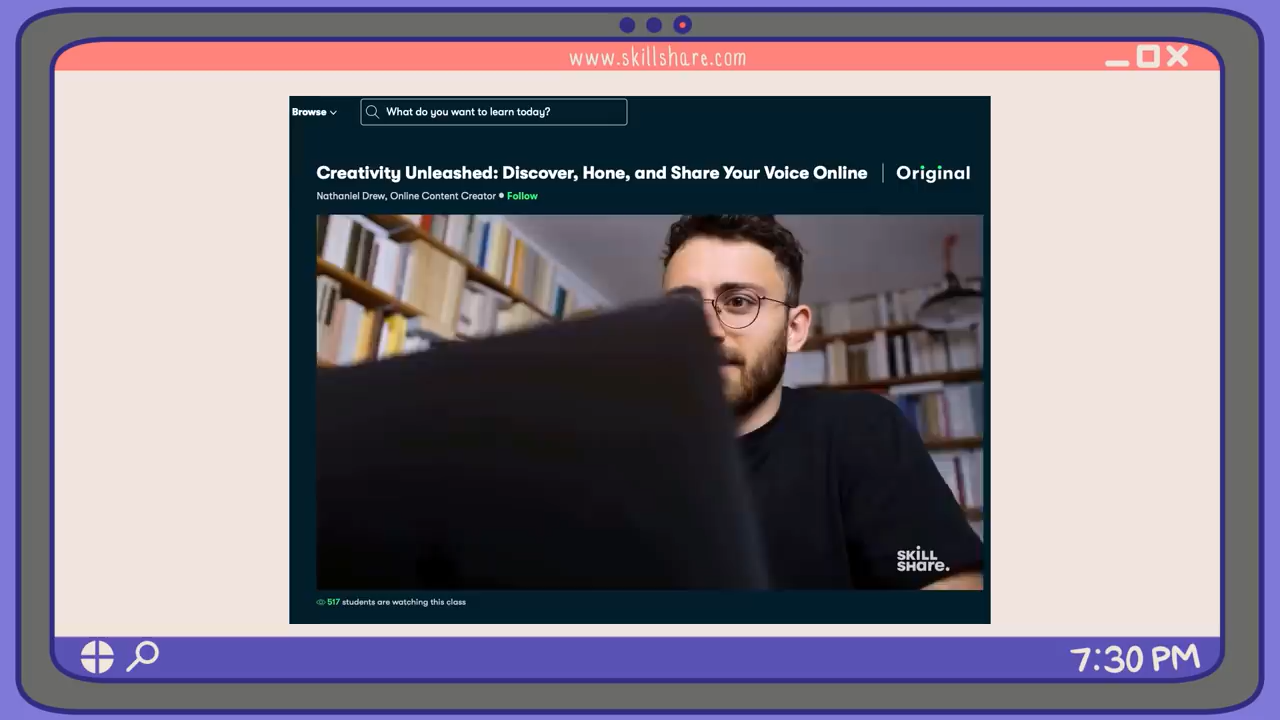 www.skillshare.com
Browse
What do you want to learn today?
Creativity Unleashed: Discover, Hone, and Share Your Voice Online | Original
Nathaniel Drew, Online Content Creator • Follow
SKILL
SHARE.
517 students are watching this class
7:30 PM